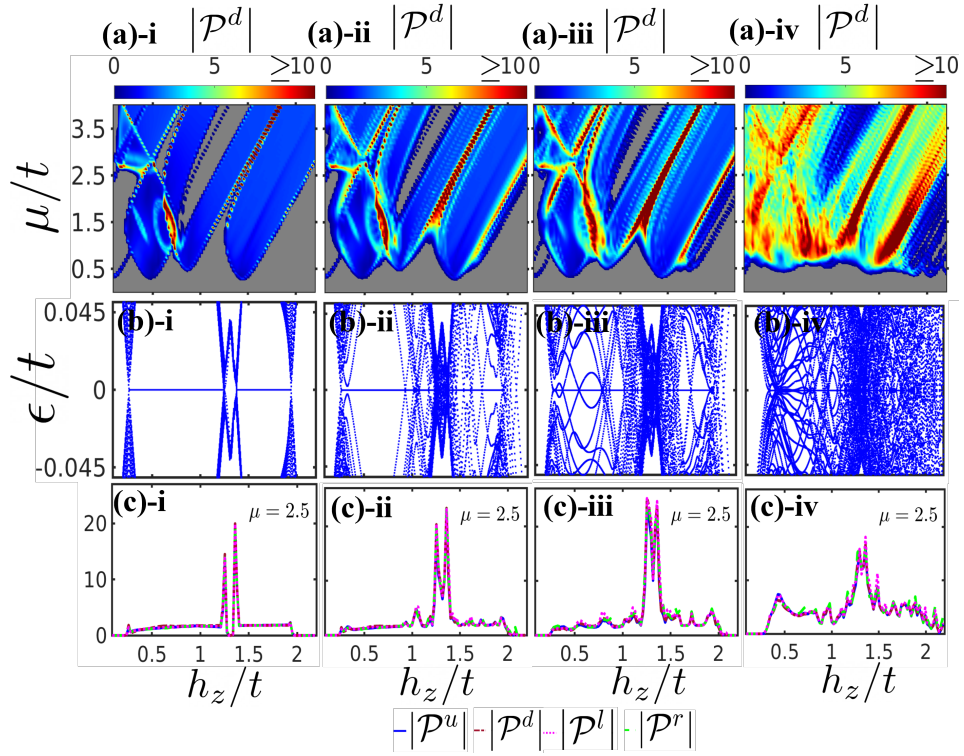 (a)-i |𝒫^d| (a)-ii |𝒫^d| (a)-iii |𝒫^d| (a)-iv |𝒫^d|
0 5 ≥10 0 5 ≥10 0 5 ≥10 0 5 ≥10
μ/t
3.5
2.5
1.5
0.5
ϵ/t
0.045
0
-0.045
(b)-i (b)-ii (b)-iii (b)-iv
(c)-i μ = 2.5 (c)-ii μ = 2.5 (c)-iii μ = 2.5 (c)-iv μ = 2.5
20
10
0
0.5 1 1.5 2 0.5 1 1.5 2 0.5 1 1.5 2 0.5 1 1.5 2
h_z/t h_z/t h_z/t h_z/t
|𝒫^u| |𝒫^d| |𝒫^l| |𝒫^r|